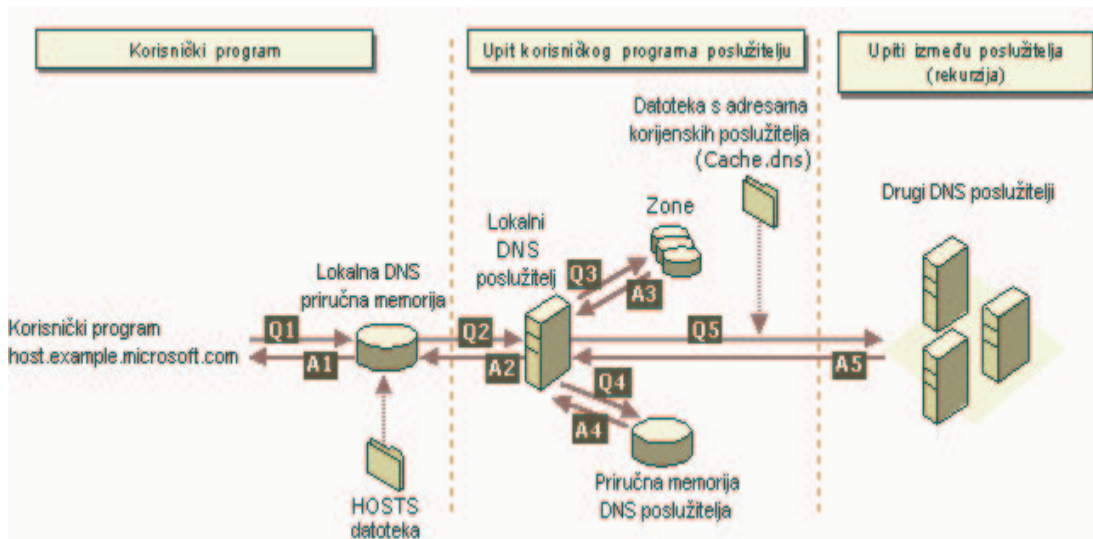 Korisnički program
Upit korisničkog programa poslužitelju
Upiti između poslužitelja
(rekurzija)
Datoteka s adresama
korijenskih poslužitelja
(Cache.dns)
Drugi DNS poslužitelji
Zone
Lokalni
DNS
poslužitelj
Q3
A3
Lokalna DNS
priručna memorija
Korisnički program
host.example.microsoft.com
Q1
A1
Q2
A2
Q5
A5
Q4
A4
Priručna memorija
DNS poslužitelja
HOSTS
datoteka